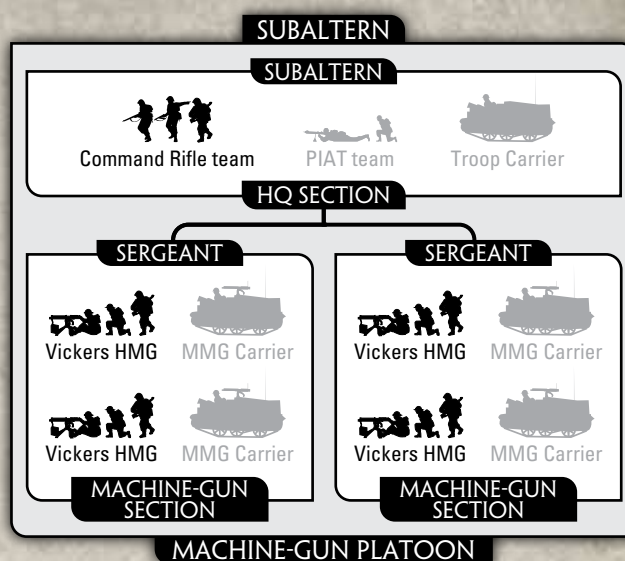 SUBALTERN
SUBALTERN
Command Rifle team PIAT team Troop Carrier
HQ SECTION
SERGEANT SERGEANT
Vickers HMG MMG Carrier Vickers HMG MMG Carrier
Vickers HMG MMG Carrier Vickers HMG MMG Carrier
MACHINE-GUN MACHINE-GUN
SECTION SECTION
MACHINE-GUN PLATOON